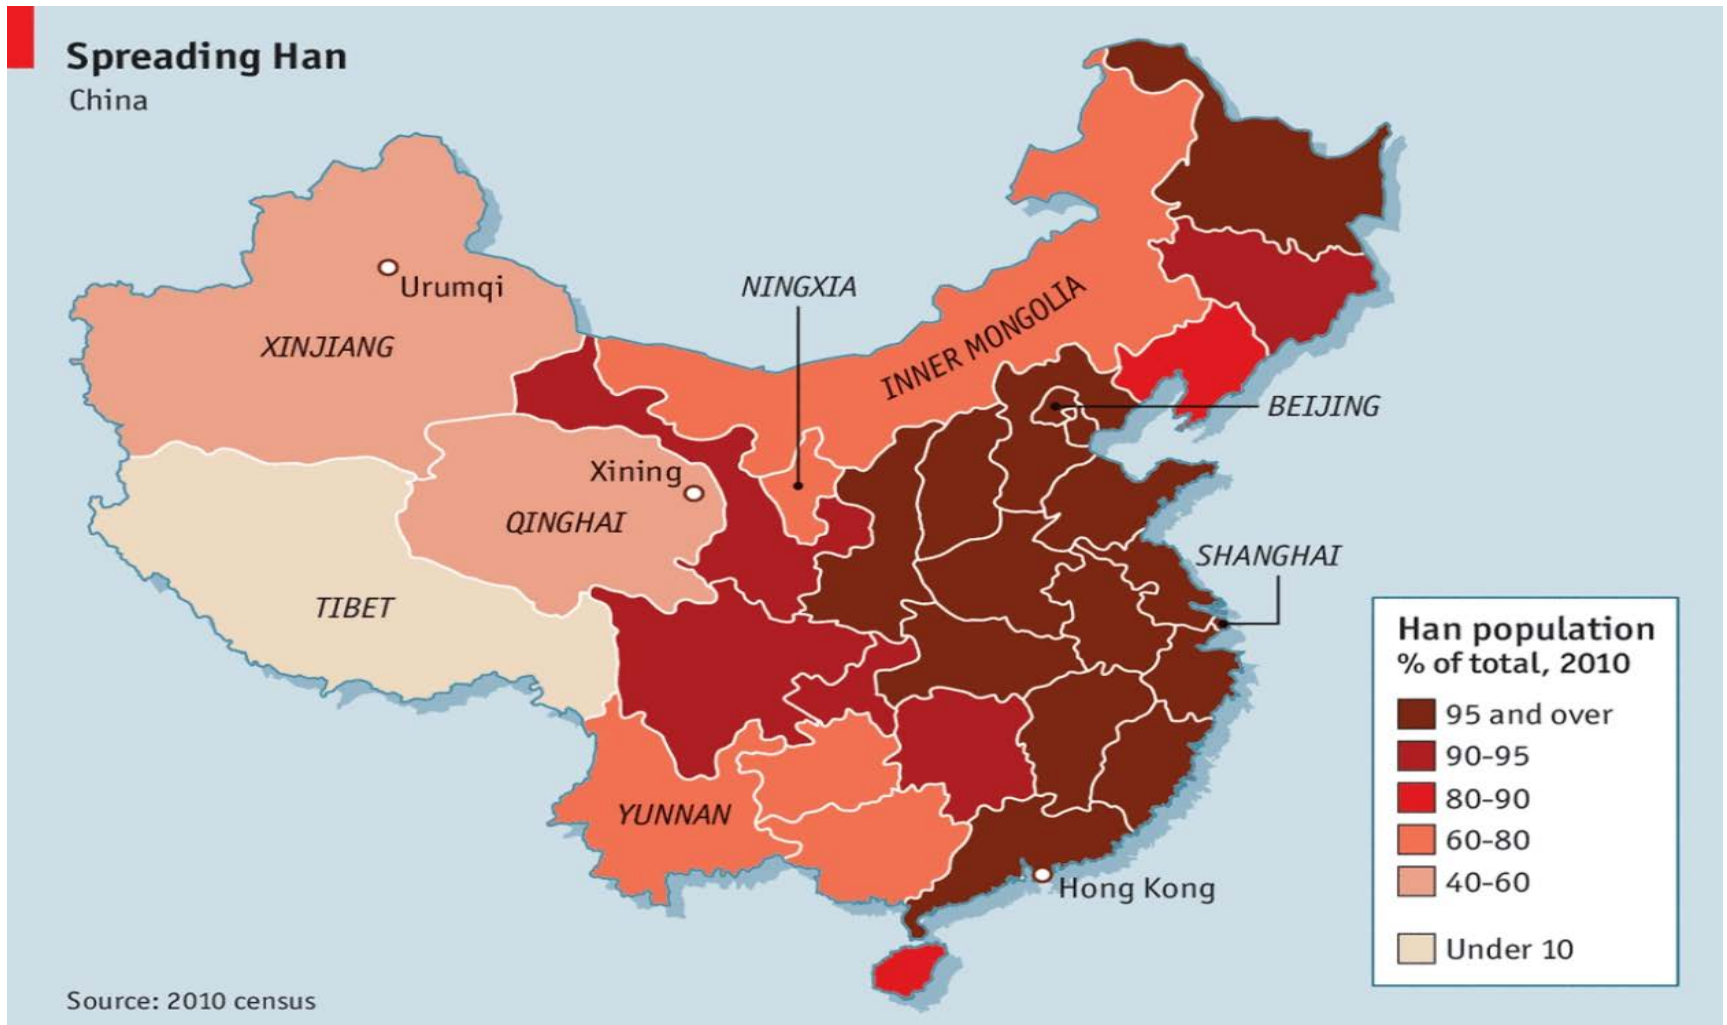 Spreading Han
China
NINGXIA
Urumqi
XINJIANG
INNER MONGOLIA
BEIJING
Xining
QINGHAI
SHANGHAI
TIBET
YUNNAN
Hong Kong
Han population
% of total, 2010
95 and over
90-95
80-90
60-80
40-60
Under 10
Source: 2010 census